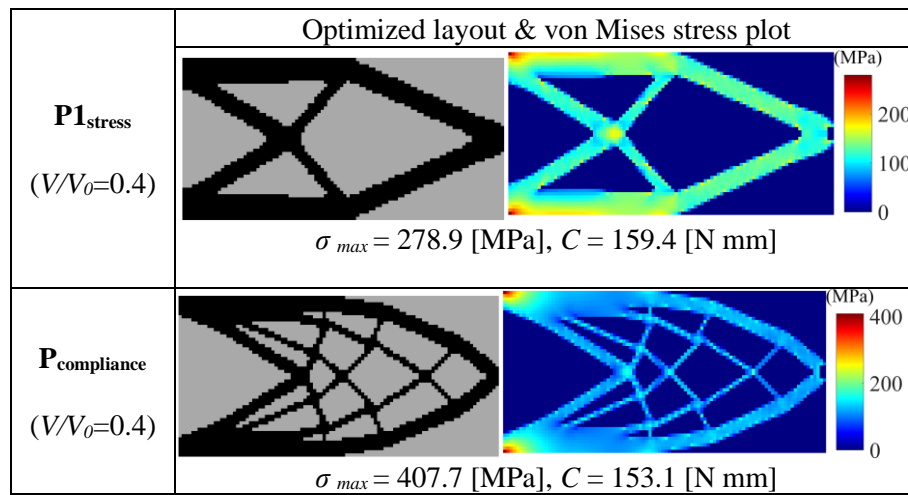 Optimized layout & von Mises stress plot
P1stress
(V/V0=0.4)
(MPa)
200
100
0
σ max = 278.9 [MPa], C = 159.4 [N mm]
Pcompliance
(V/V0=0.4)
(MPa)
400
200
0
σ max = 407.7 [MPa], C = 153.1 [N mm]